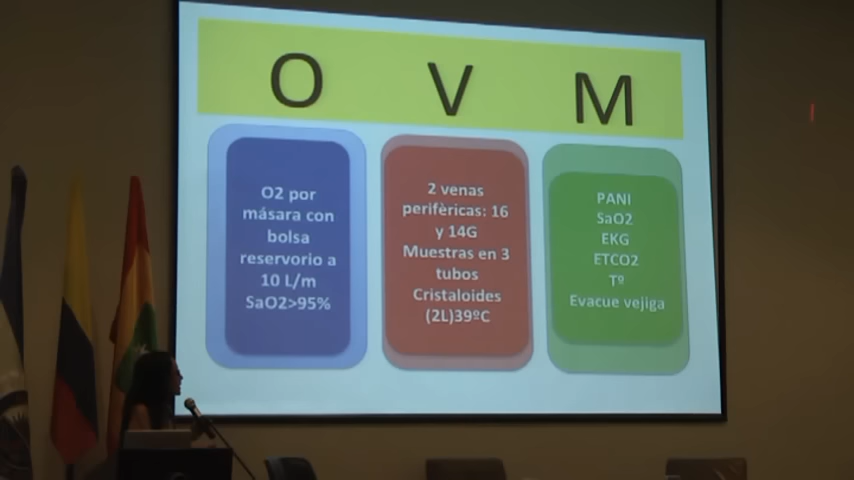 O V M
O2 por
másara con
bolsa
reservorio a
10 L/m
SaO2>95%
2 venas
perifèricas: 16
y 14G
Muestras en 3
tubos
Cristaloides
(2L)39ºC
PANI
SaO2
EKG
ETCO2
Tº
Evacue vejiga